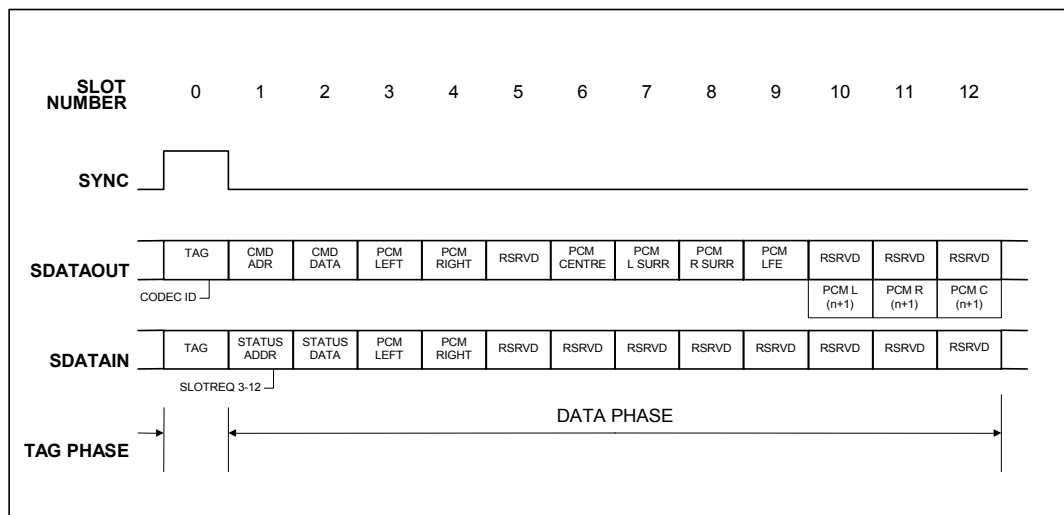 SLOT NUMBER 0 1 2 3 4 5 6 7 8 9 10 11 12
SYNC
SDATAOUT TAG CMD ADR CMD DATA PCM LEFT PCM RIGHT RSRVD PCM CENTRE PCM L SURR PCM R SURR PCM LFE RSRVD RSRVD RSRVD
CODEC ID PCM L (n+1) PCM R (n+1) PCM C (n+1)
SDATAIN TAG STATUS ADDR STATUS DATA PCM LEFT PCM RIGHT RSRVD RSRVD RSRVD RSRVD RSRVD RSRVD RSRVD RSRVD
SLOTREQ 3-12
DATA PHASE
TAG PHASE